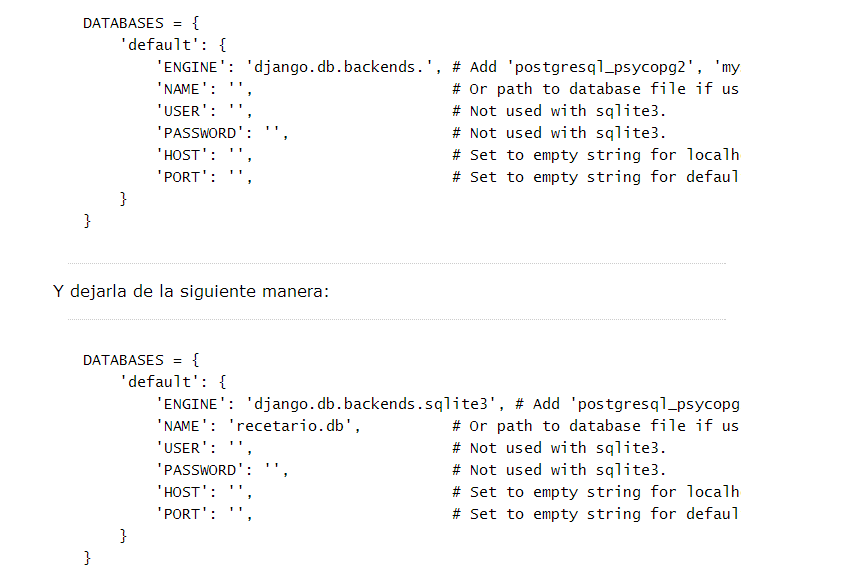 DATABASES = {
    'default': {
        'ENGINE': 'django.db.backends.', # Add 'postgresql_psycopg2', 'my
        'NAME': '',                      # Or path to database file if us
        'USER': '',                      # Not used with sqlite3.
        'PASSWORD': '',                  # Not used with sqlite3.
        'HOST': '',                      # Set to empty string for localh
        'PORT': '',                      # Set to empty string for defaul
    }
}
Y dejarla de la siguiente manera:
DATABASES = {
    'default': {
        'ENGINE': 'django.db.backends.sqlite3', # Add 'postgresql_psycopg
        'NAME': 'recetario.db',          # Or path to database file if us
        'USER': '',                      # Not used with sqlite3.
        'PASSWORD': '',                  # Not used with sqlite3.
        'HOST': '',                      # Set to empty string for localh
        'PORT': '',                      # Set to empty string for defaul
    }
}